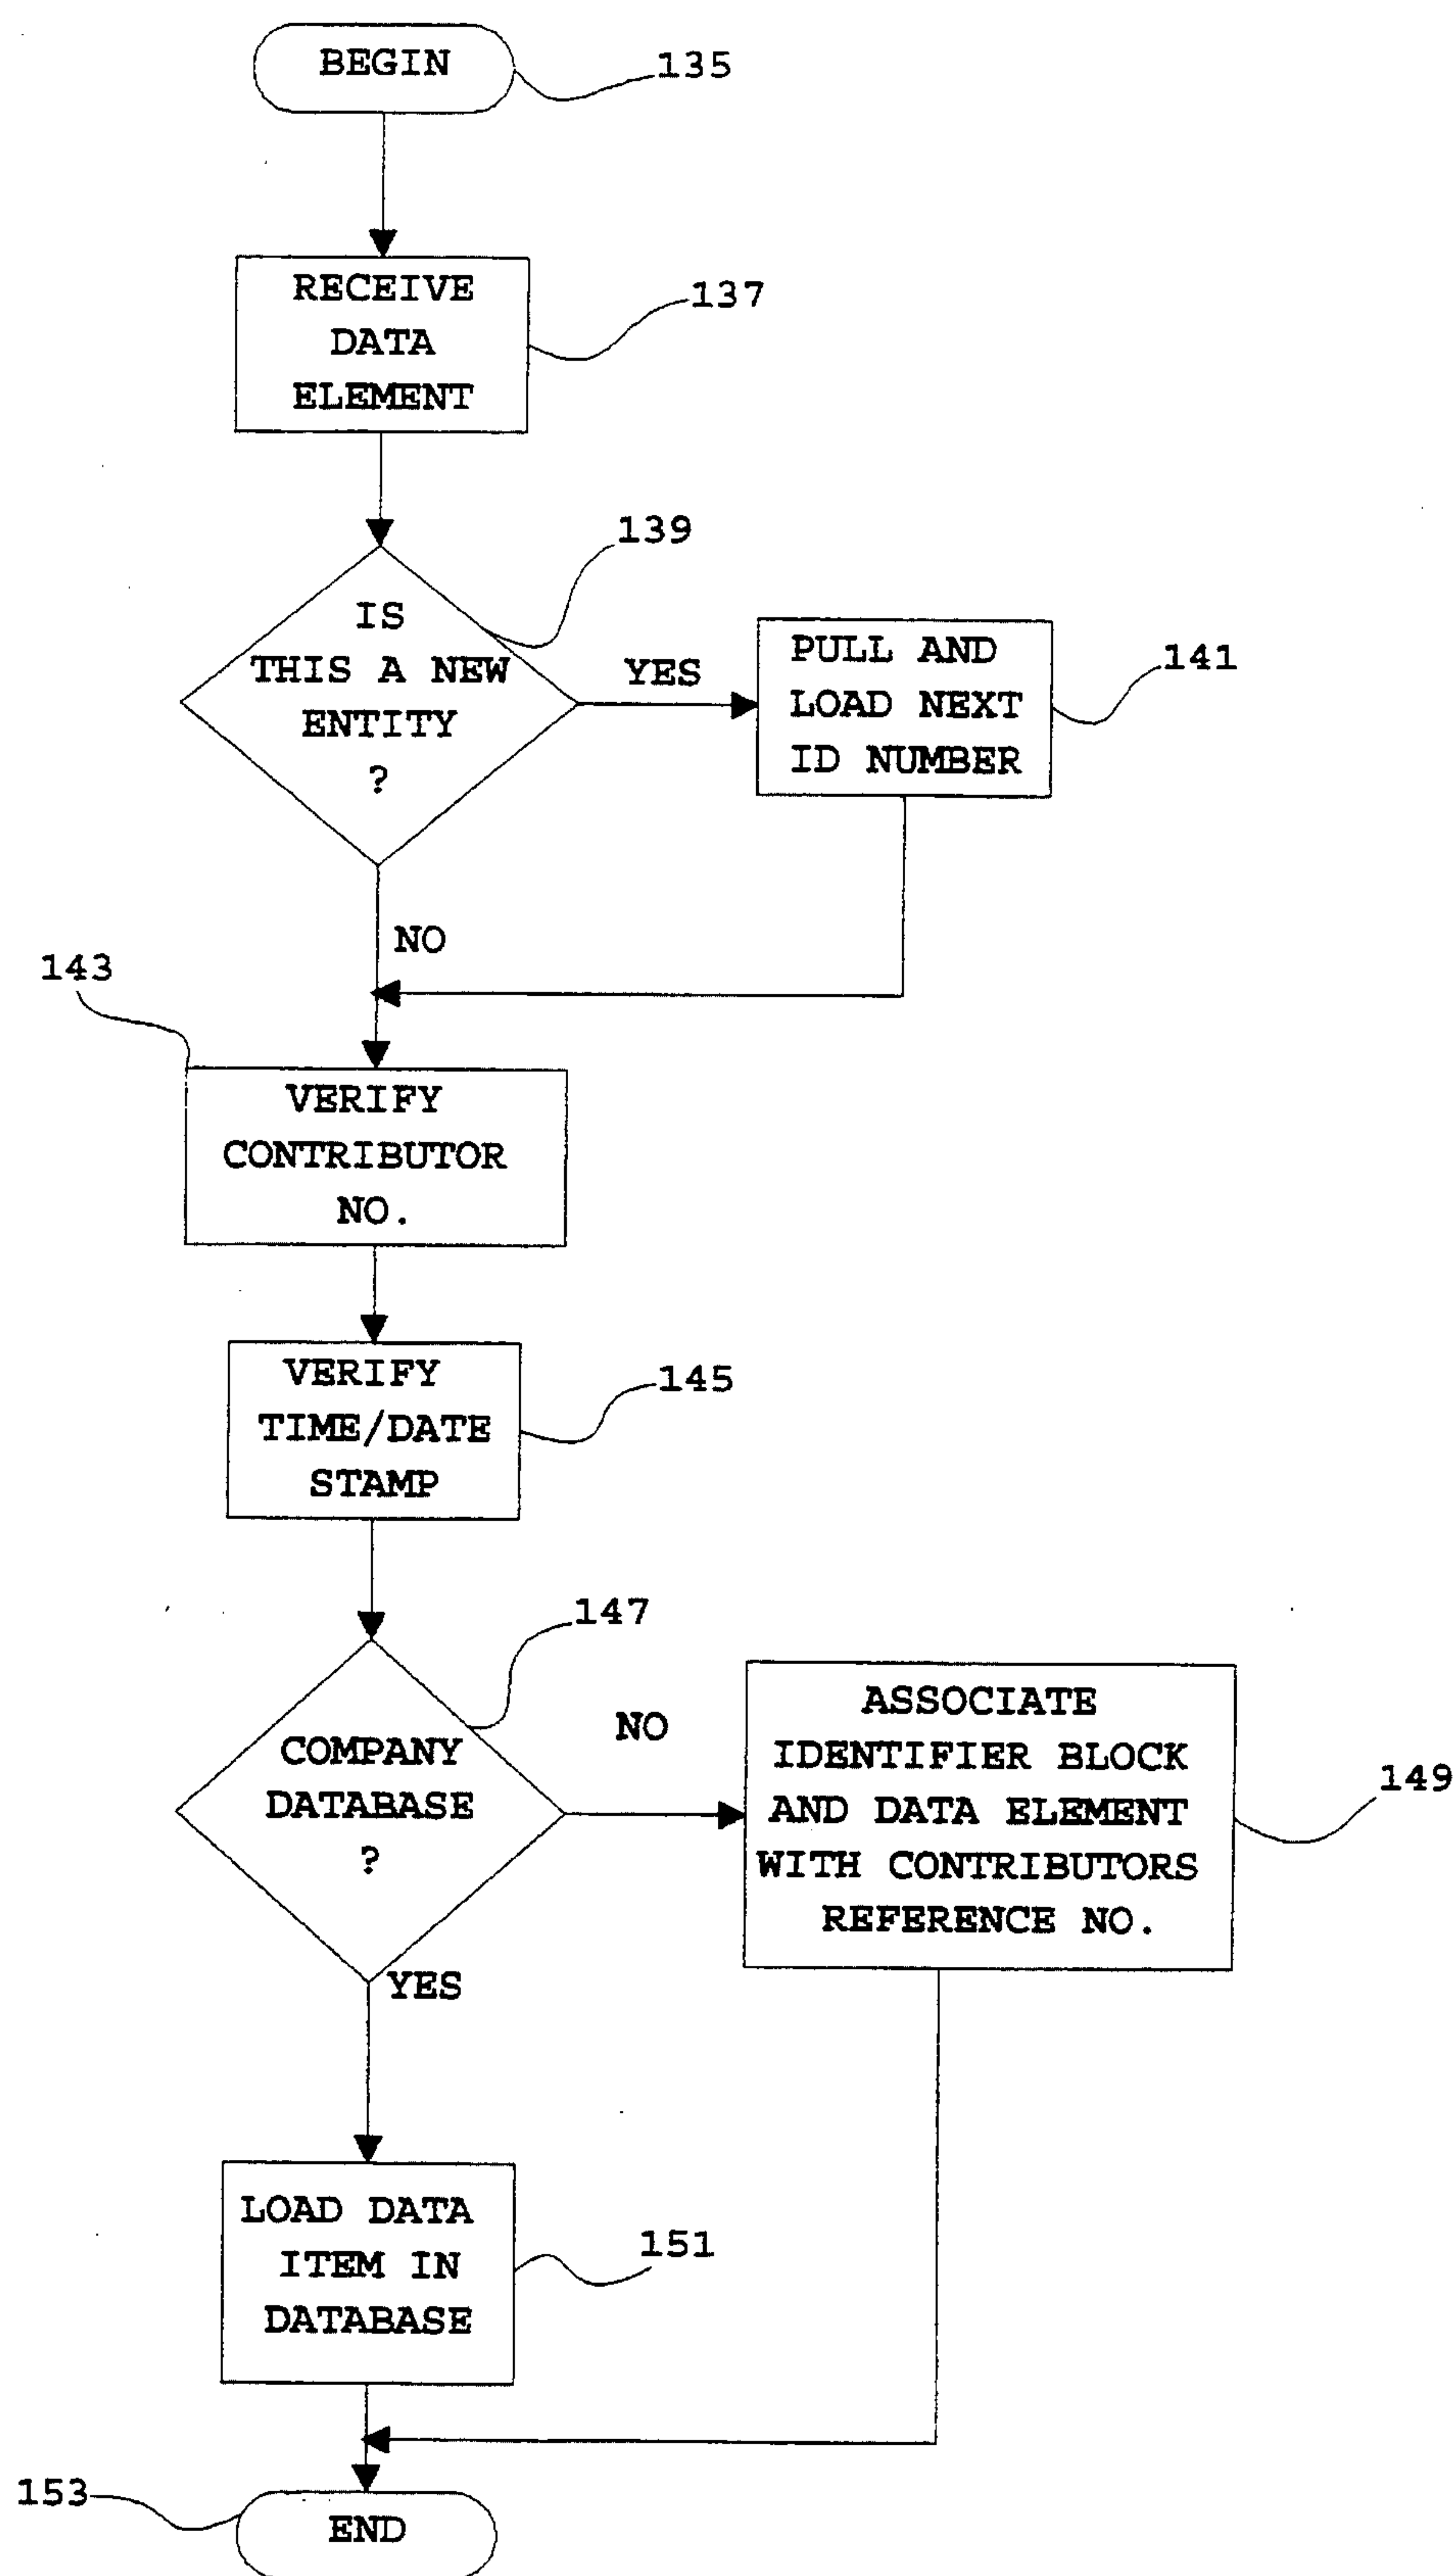 BEGIN
135
RECEIVE
DATA
ELEMENT
137
139
IS
THIS A NEW
ENTITY
?
YES
PULL AND
LOAD NEXT
ID NUMBER
141
NO
143
VERIFY
CONTRIBUTOR
NO.
VERIFY
TIME/DATE
STAMP
145
147
COMPANY
DATABASE
?
NO
ASSOCIATE
IDENTIFIER BLOCK
AND DATA ELEMENT
WITH CONTRIBUTORS
REFERENCE NO.
149
YES
LOAD DATA
ITEM IN
DATABASE
151
153
END